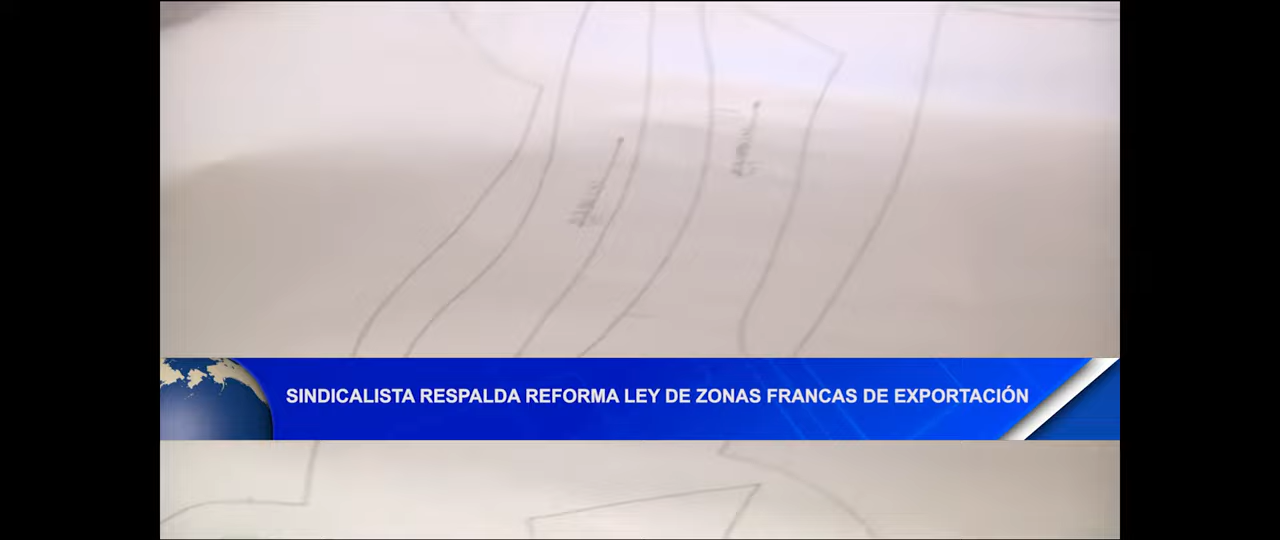 SINDICALISTA RESPALDA REFORMA LEY DE ZONAS FRANCAS DE EXPORTACIÓN